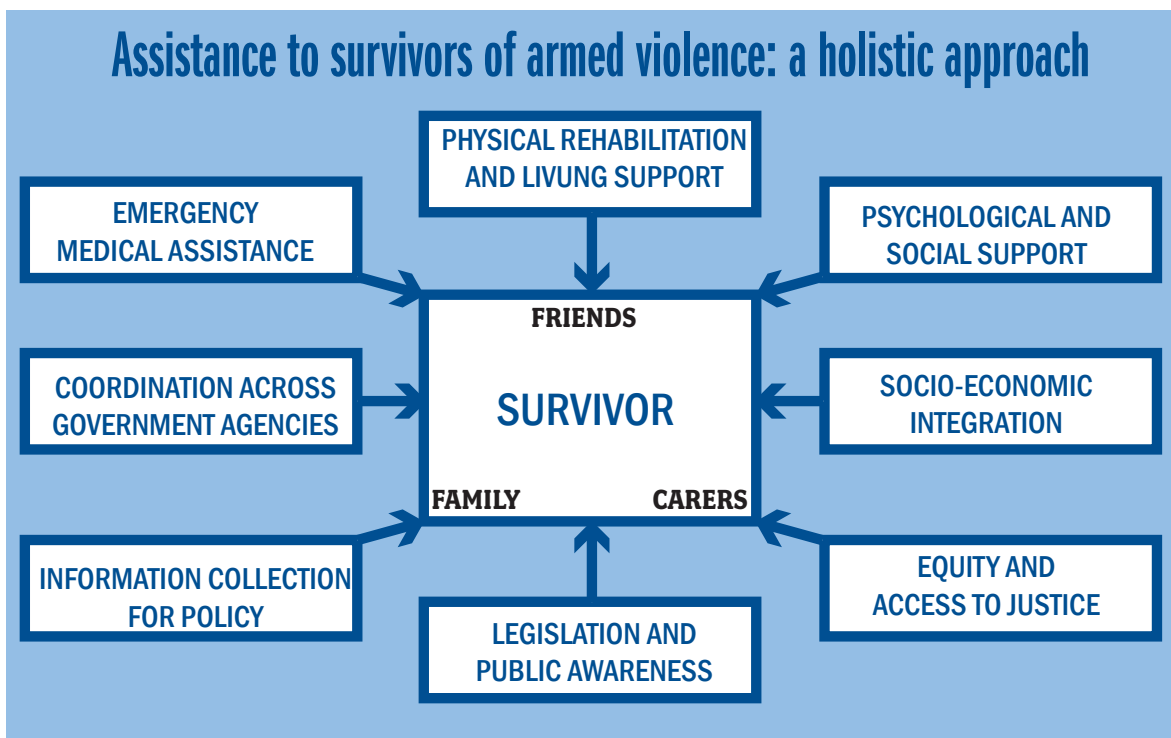 Assistance to survivors of armed violence: a holistic approach
PHYSICAL REHABILITATION
AND LIVUNG SUPPORT
EMERGENCY
MEDICAL ASSISTANCE
PSYCHOLOGICAL AND
SOCIAL SUPPORT
FRIENDS
COORDINATION ACROSS
GOVERNMENT AGENCIES
SURVIVOR
SOCIO-ECONOMIC
INTEGRATION
FAMILY
CARERS
INFORMATION COLLECTION
FOR POLICY
EQUITY AND
ACCESS TO JUSTICE
LEGISLATION AND
PUBLIC AWARENESS